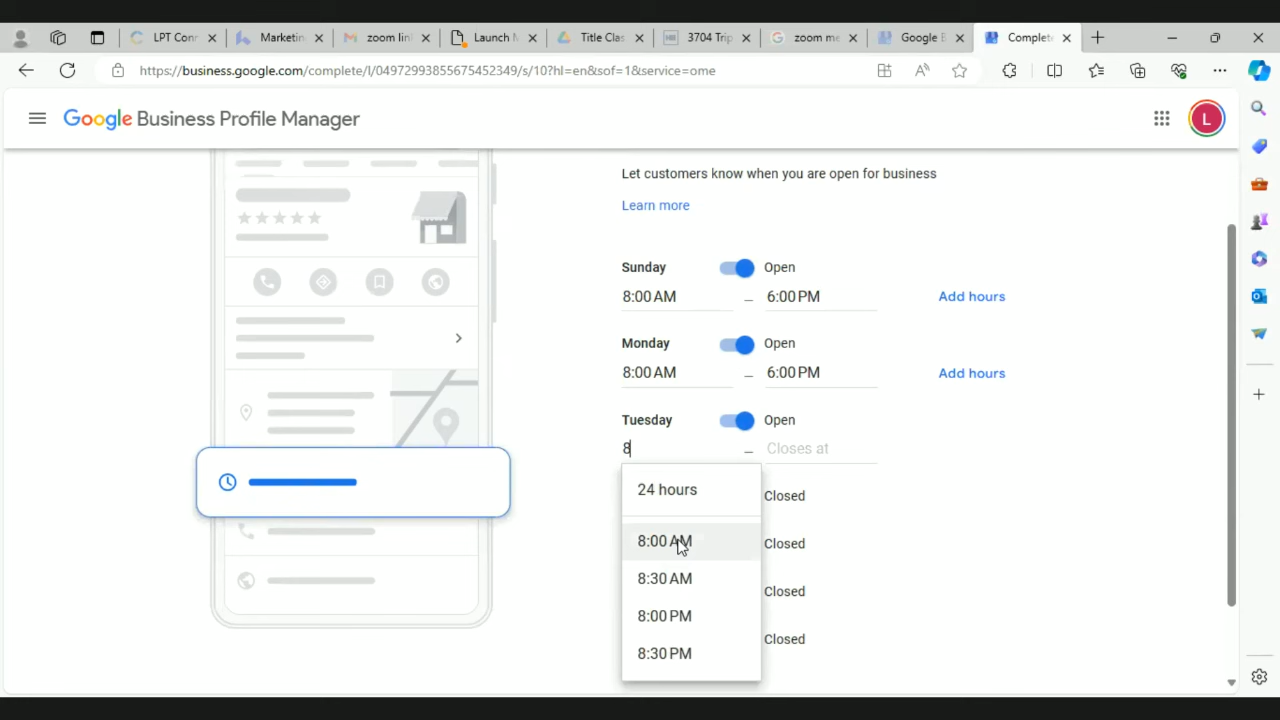 LPT Con
Marketin
zoom lin
Launch M
Title Clas
3704 Trip
zoom me
Google B
Complete
https://business.google.com/complete/l/04972993855675452349/s/10?hl=en&sof=1&service=ome
Google Business Profile Manager
L
Let customers know when you are open for business
Learn more
Sunday Open
8:00 AM – 6:00 PM Add hours
Monday Open
8:00 AM – 6:00 PM Add hours
Tuesday Open
8 – Closes at
24 hours
Closed
8:00 AM
Closed
8:30 AM
Closed
8:00 PM
Closed
8:30 PM